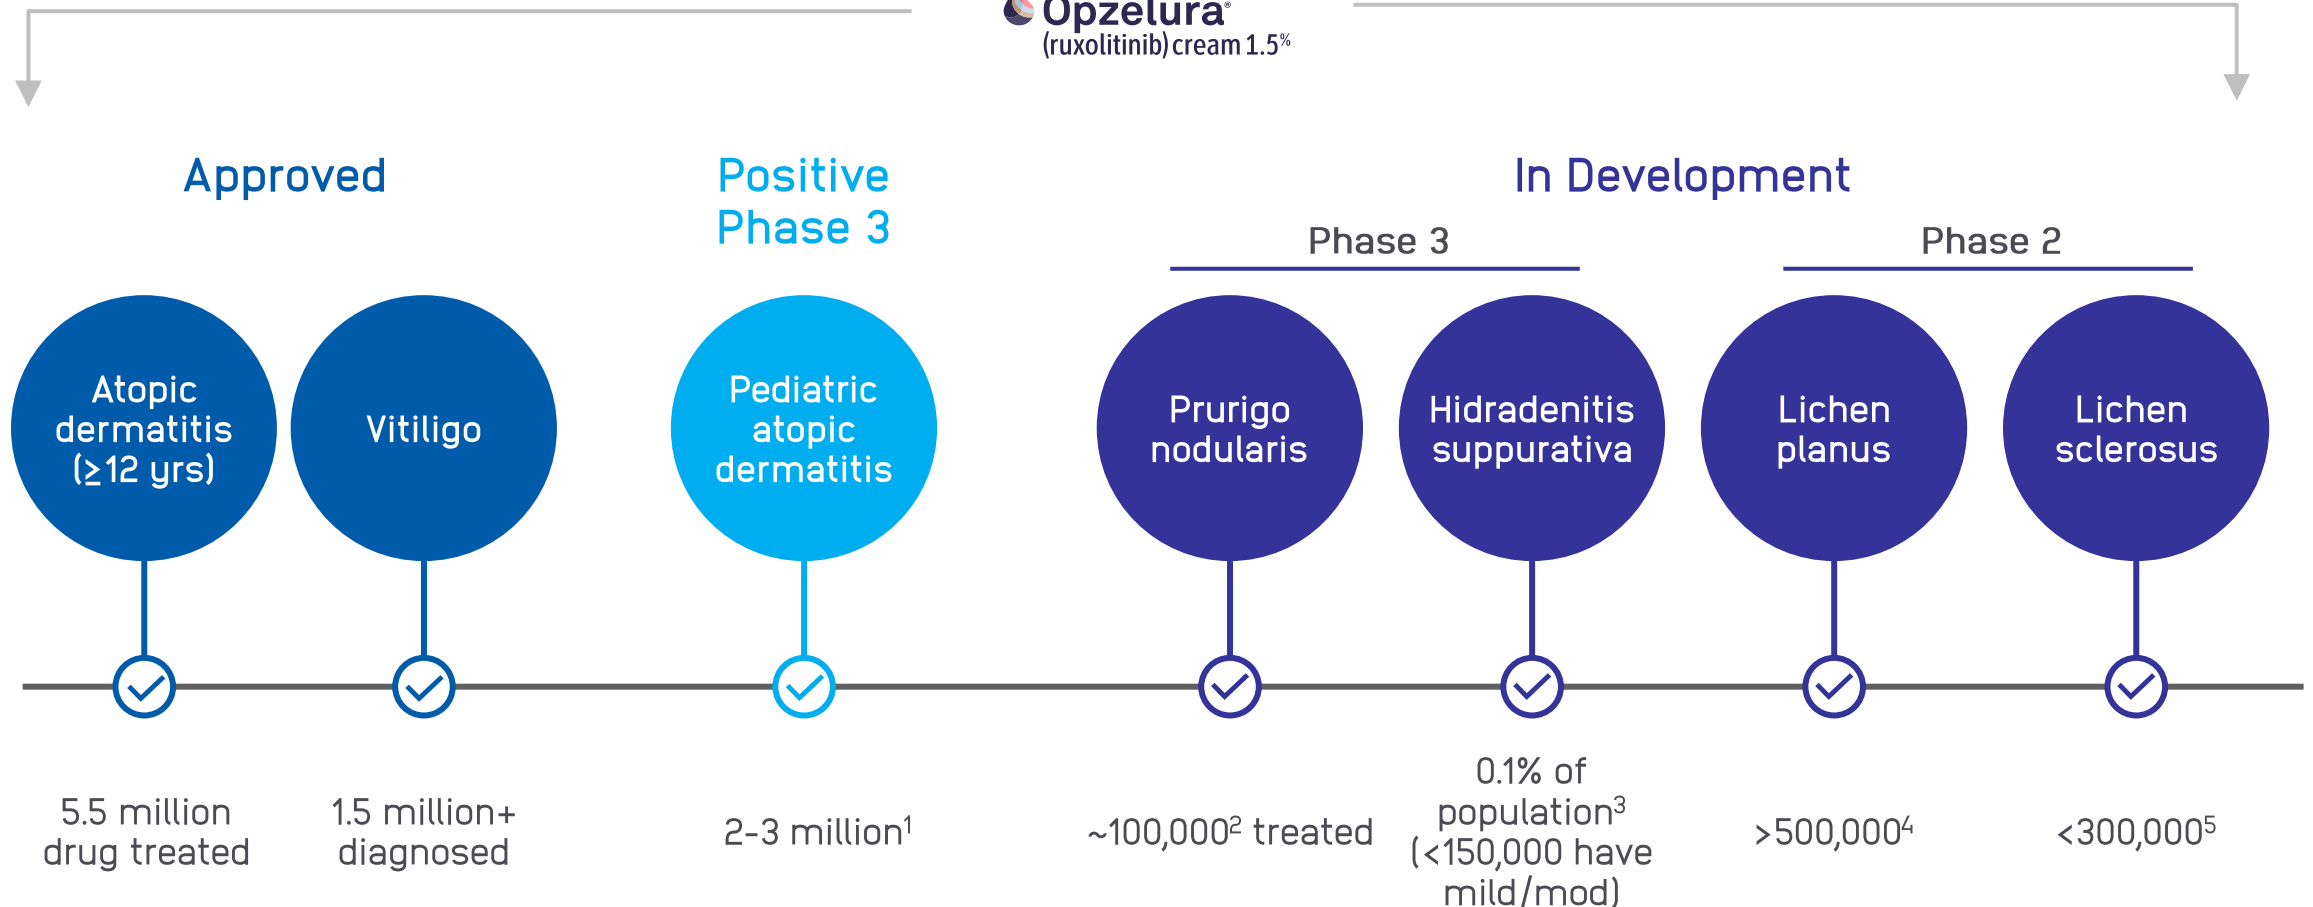 Opzelura®
(ruxolitinib) cream 1.5%
Approved
Positive
Phase 3
In Development
Phase 3
Phase 2
Atopic
dermatitis
(≥12 yrs)
Vitiligo
Pediatric
atopic
dermatitis
Prurigo
nodularis
Hidradenitis
suppurativa
Lichen
planus
Lichen
sclerosus
5.5 million
drug treated
1.5 million+
diagnosed
2-3 million¹
~100,000² treated
0.1% of
population³
(<150,000 have
mild/mod)
>500,000⁴
<300,000⁵